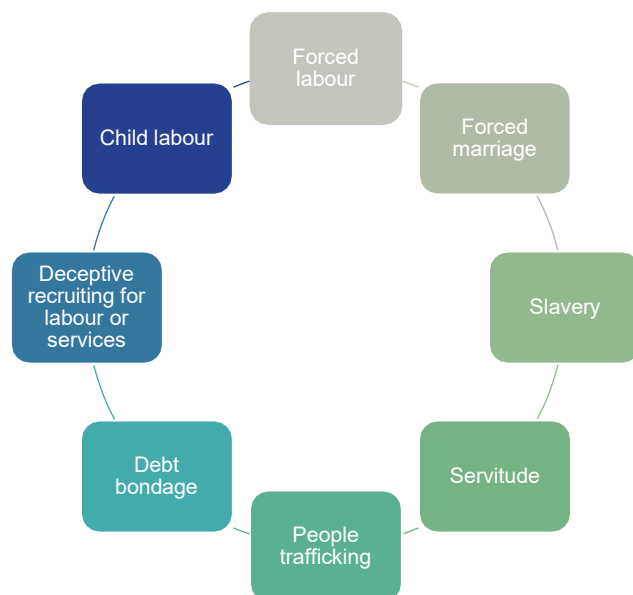 Forced
labour
Forced
marriage
Slavery
Servitude
People
trafficking
Debt
bondage
Deceptive
recruiting for
labour or
services
Child labour